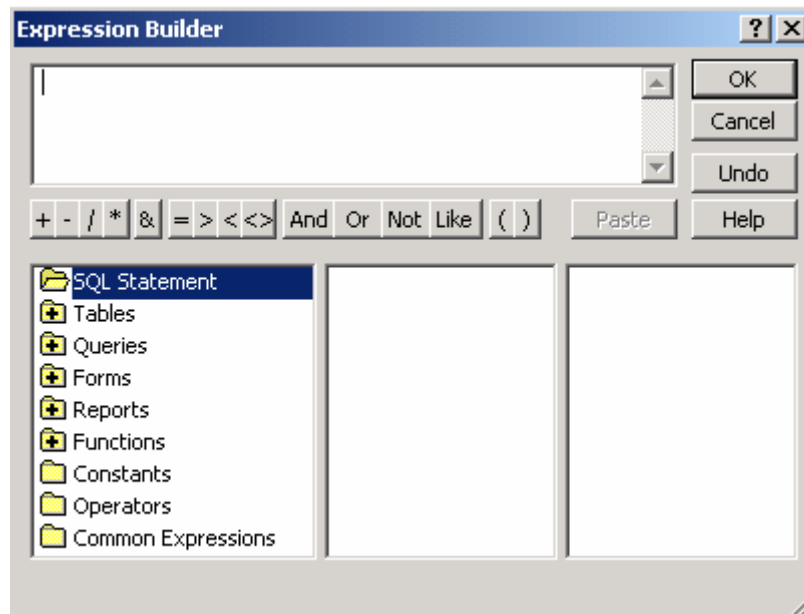 Expression Builder
OK
Cancel
Undo
+ - / * & = > < <> And Or Not Like ( ) Paste Help
SQL Statement
Tables
Queries
Forms
Reports
Functions
Constants
Operators
Common Expressions